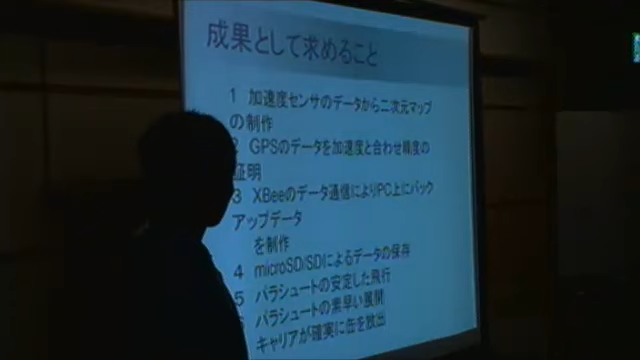 成果として求めること
1 加速度センサのデータから二次元マップ
の制作
2 GPSのデータを加速度と合わせ精度の
証明
3 XBeeのデータ通信によりPC上にバック
アップデータ
を制作
4 microSD/SDによるデータの保存
5 パラシュートの安定した飛行
6 パラシュートの素早い展開
キャリアが確実に缶を放出